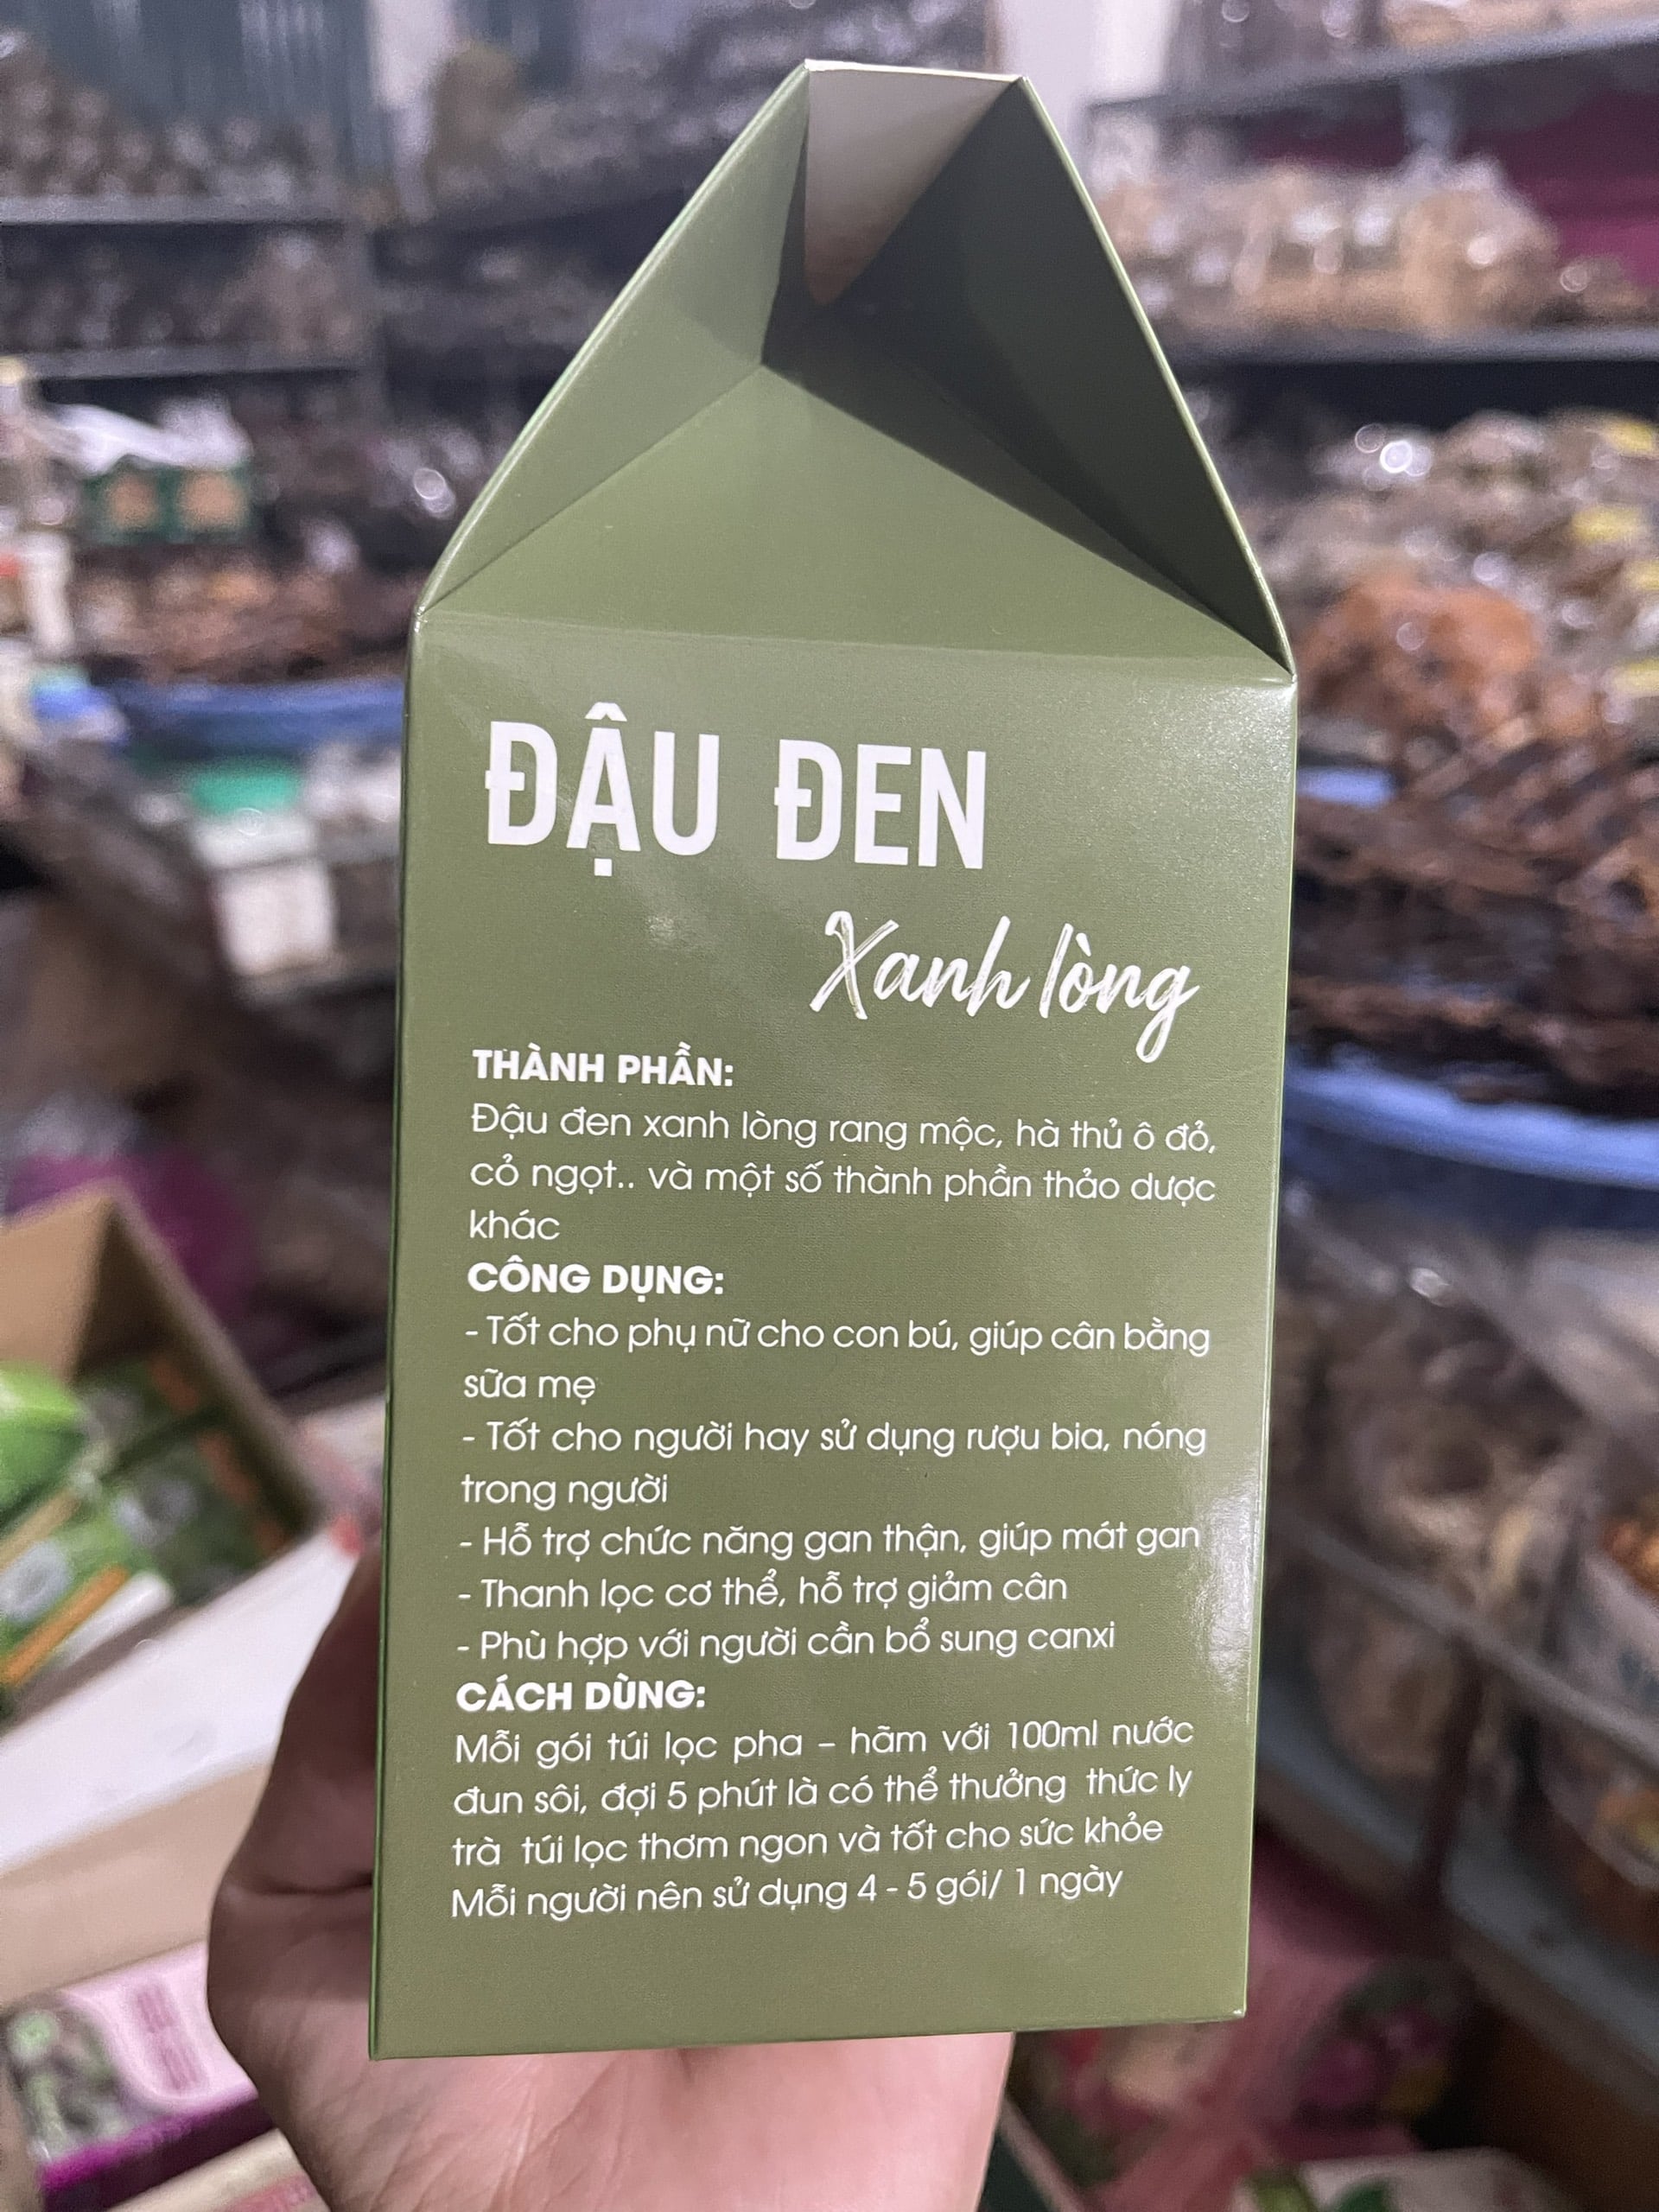 ĐẬU ĐEN
Xanh lòng
THÀNH PHẦN:
Đậu đen xanh lòng rang mộc, hà thủ ô đỏ,
cỏ ngọt.. và một số thành phần thảo dược
khác
CÔNG DỤNG:
- Tốt cho phụ nữ cho con bú, giúp cân bằng
sữa mẹ
- Tốt cho người hay sử dụng rượu bia, nóng
trong người
- Hỗ trợ chức năng gan thận, giúp mát gan
- Thanh lọc cơ thể, hỗ trợ giảm cân
- Phù hợp với người cần bổ sung canxi
CÁCH DÙNG:
Mỗi gói túi lọc pha – hãm với 100ml nước
đun sôi, đợi 5 phút là có thể thưởng thức ly
trà túi lọc thơm ngon và tốt cho sức khỏe
Mỗi người nên sử dụng 4 - 5 gói/ 1 ngày